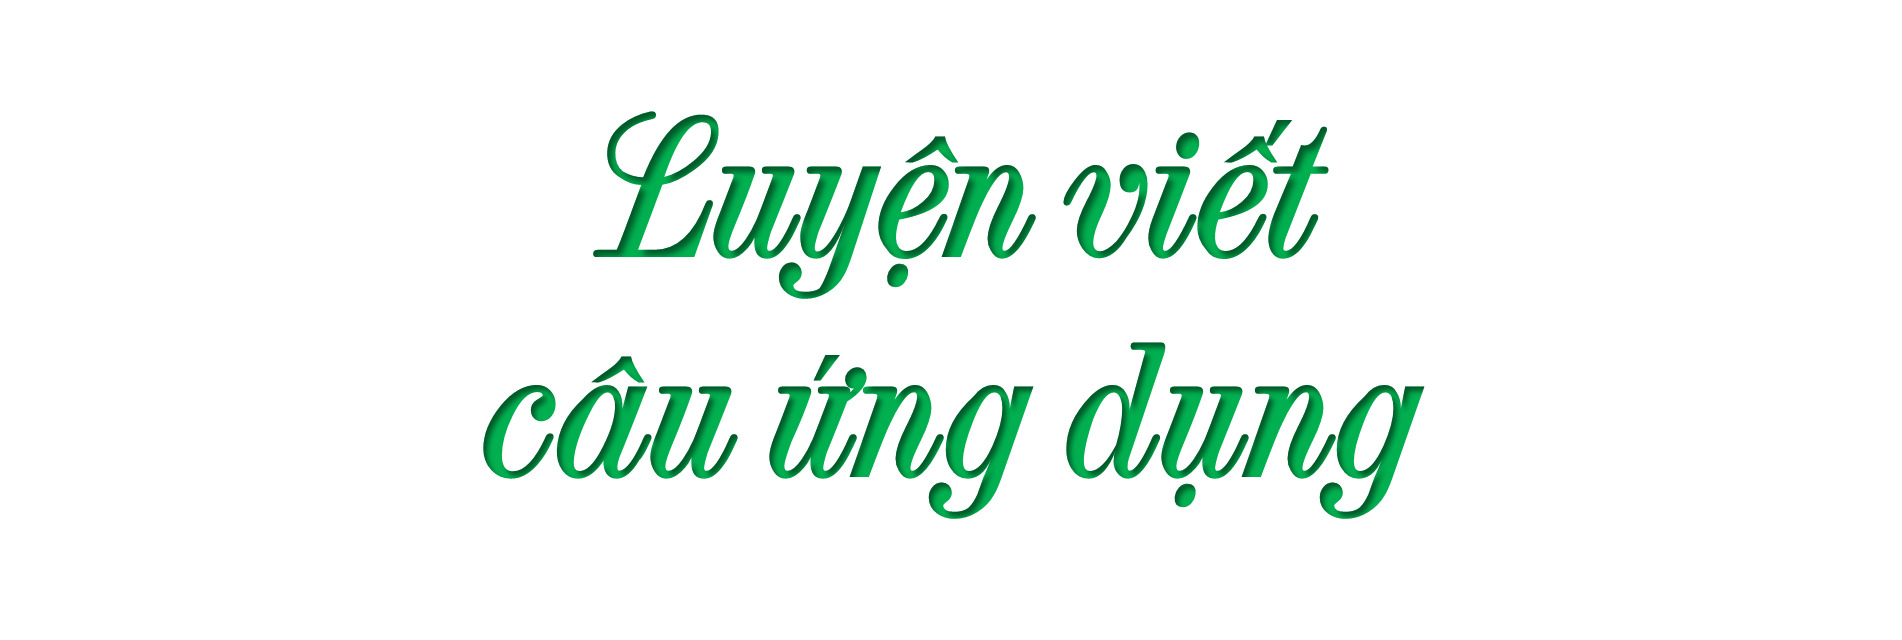 Luyện viết
câu ứng dụng